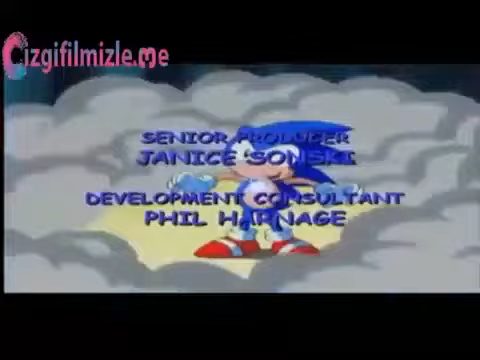 Cizgifilmizle.me
SENIOR PRODUCER
JANICE SONSKI
DEVELOPMENT CONSULTANT
PHIL HARNAGE